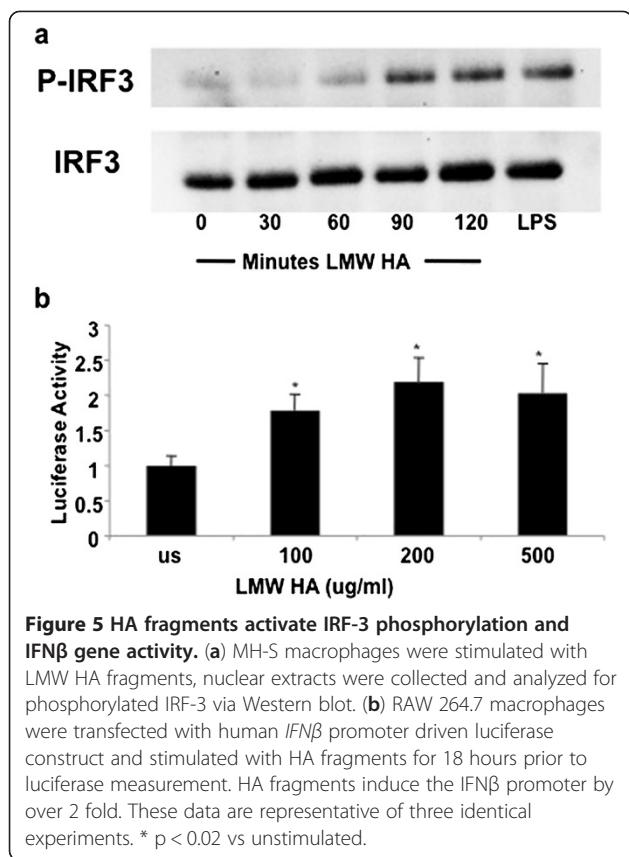 a
P-IRF3
IRF3
0 30 60 90 120 LPS
Minutes LMW HA
b
3
2.5
2
1.5
1
0.5
0
Luciferase Activity
* * *
us 100 200 500
LMW HA (ug/ml)
Figure 5 HA fragments activate IRF-3 phosphorylation and
IFNβ gene activity. (a) MH-S macrophages were stimulated with
LMW HA fragments, nuclear extracts were collected and analyzed for
phosphorylated IRF-3 via Western blot. (b) RAW 264.7 macrophages
were transfected with human IFNβ promoter driven luciferase
construct and stimulated with HA fragments for 18 hours prior to
luciferase measurement. HA fragments induce the IFNβ promoter by
over 2 fold. These data are representative of three identical
experiments. * p < 0.02 vs unstimulated.